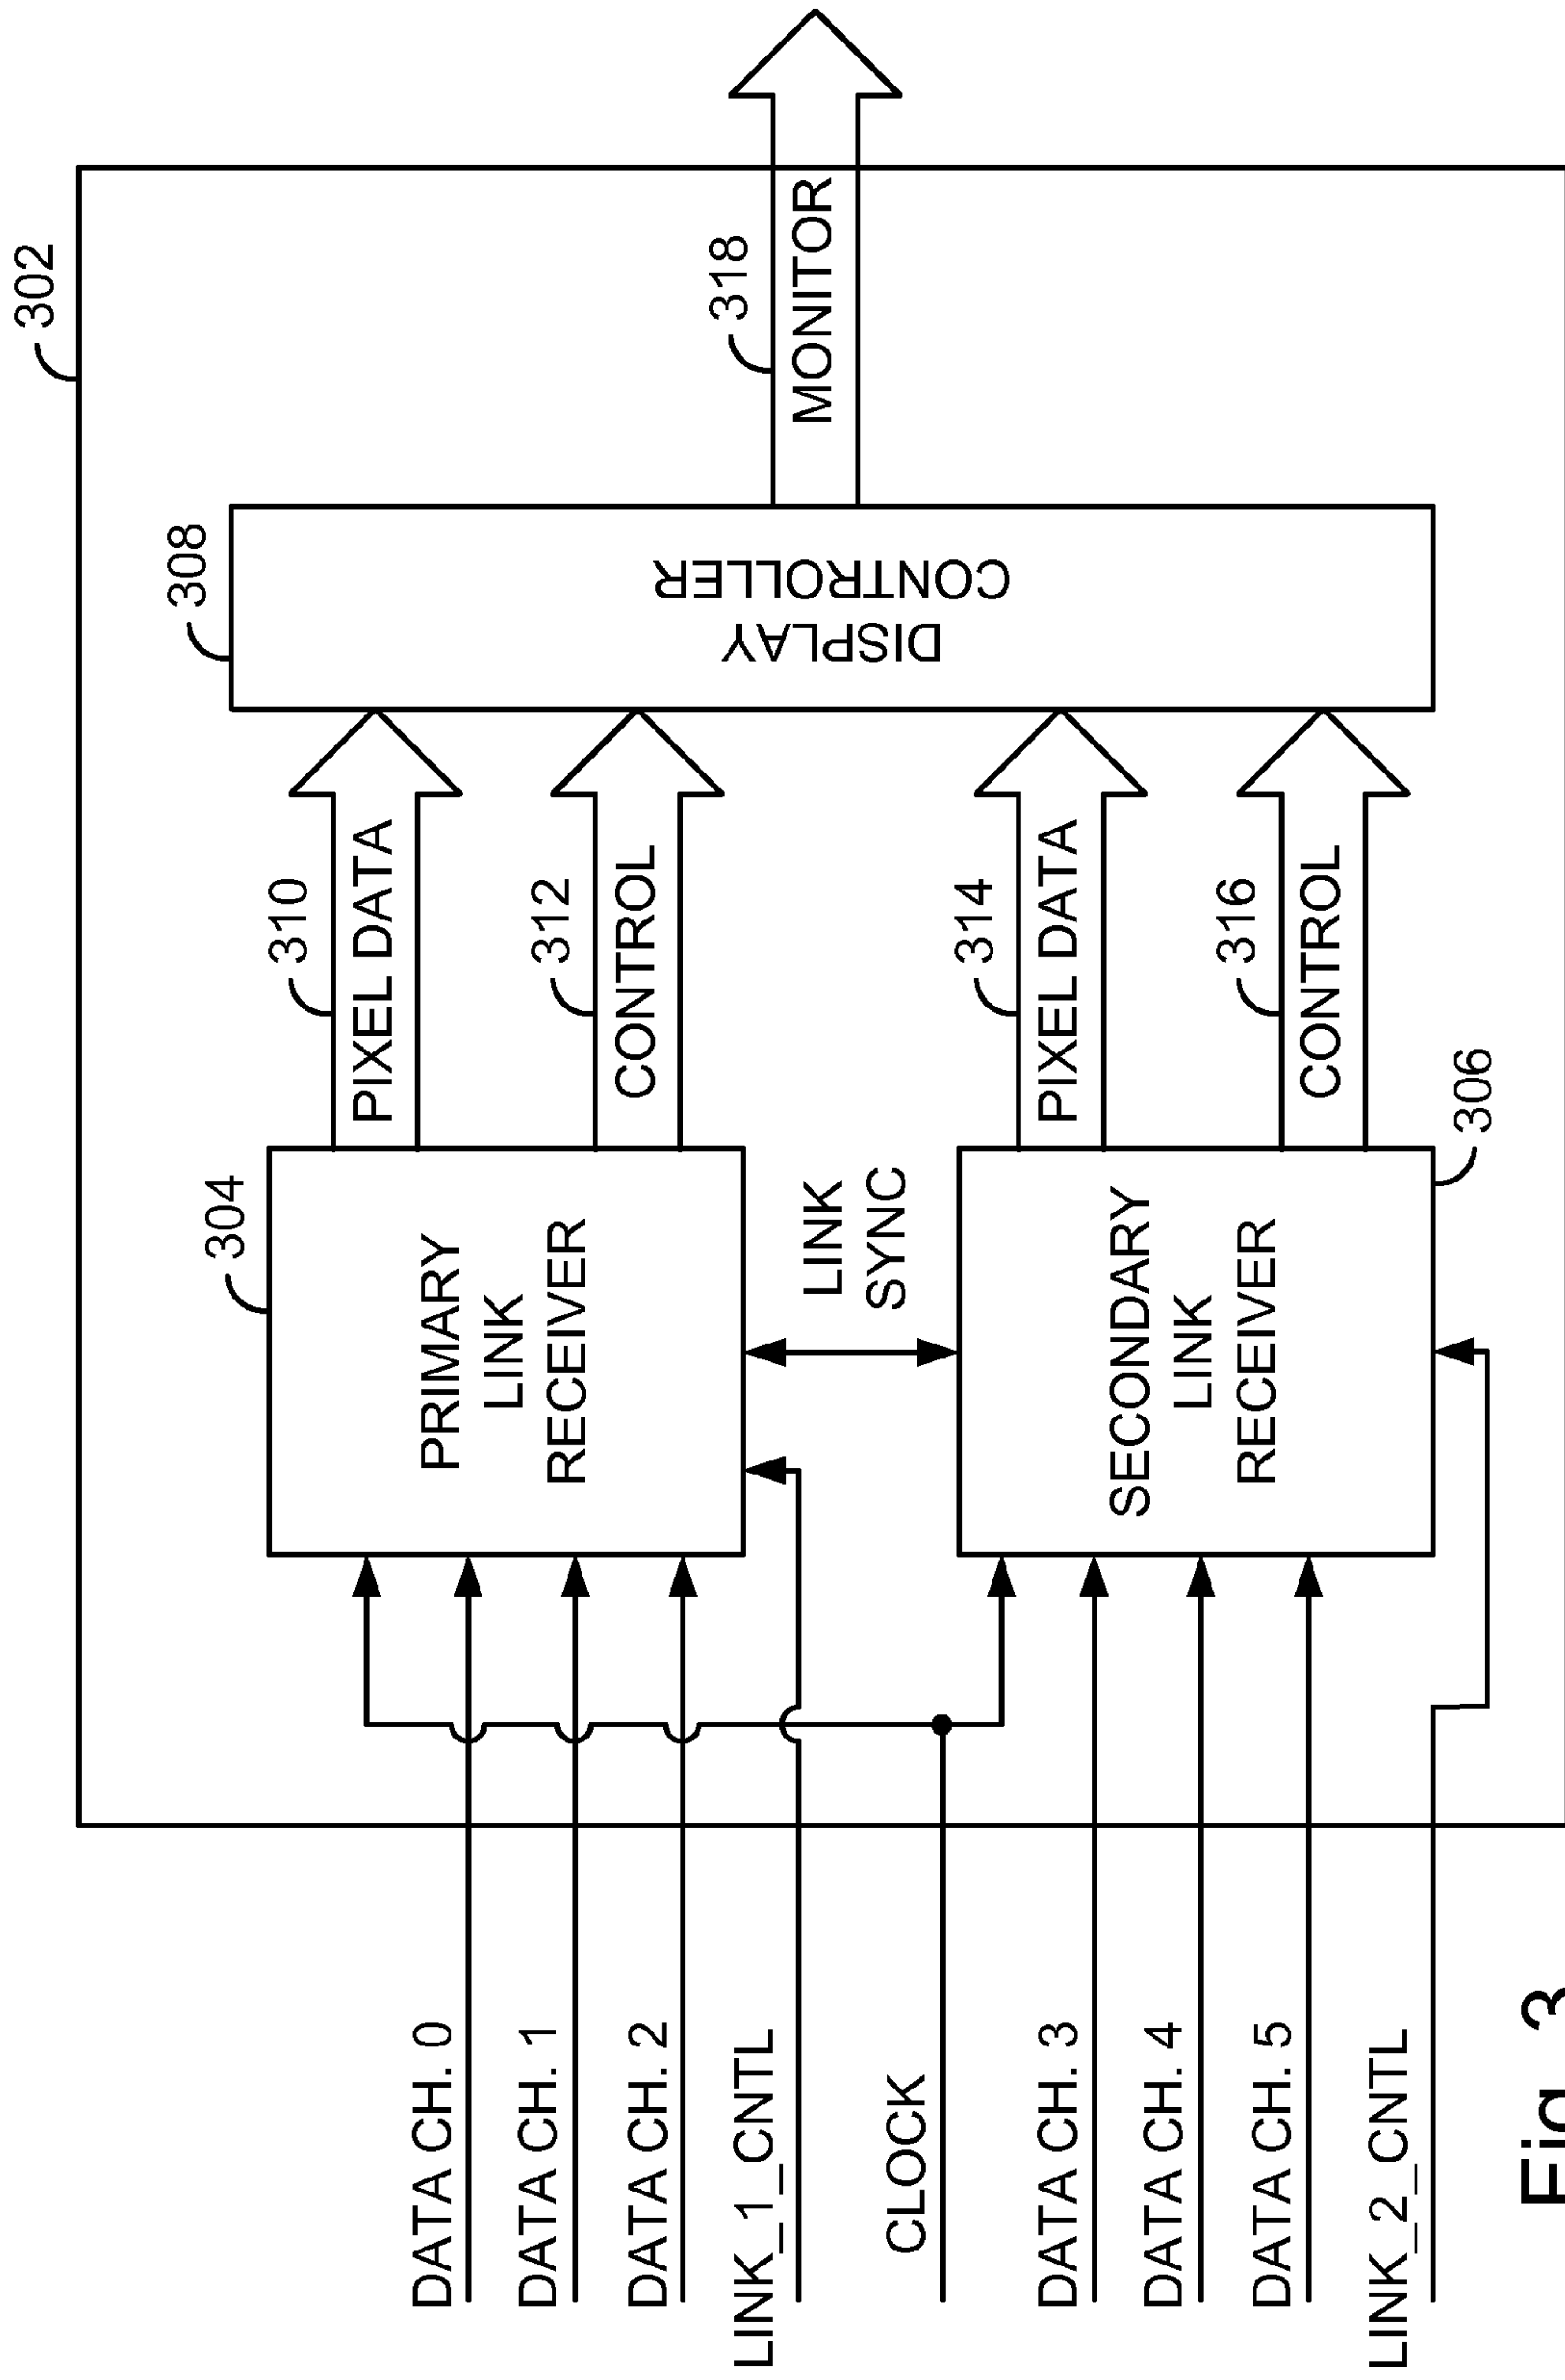 302
308
318
MONITOR
DISPLAY
CONTROLLER
310
PIXEL DATA
312
CONTROL
314
PIXEL DATA
316
CONTROL
304
PRIMARY
LINK
RECEIVER
LINK
SYNC
SECONDARY
LINK
RECEIVER
306
DATA CH. 0
DATA CH. 1
DATA CH. 2
LINK_1_CNTL
CLOCK
DATA CH. 3
DATA CH. 4
DATA CH. 5
LINK_2_CNTL
Fig. 3